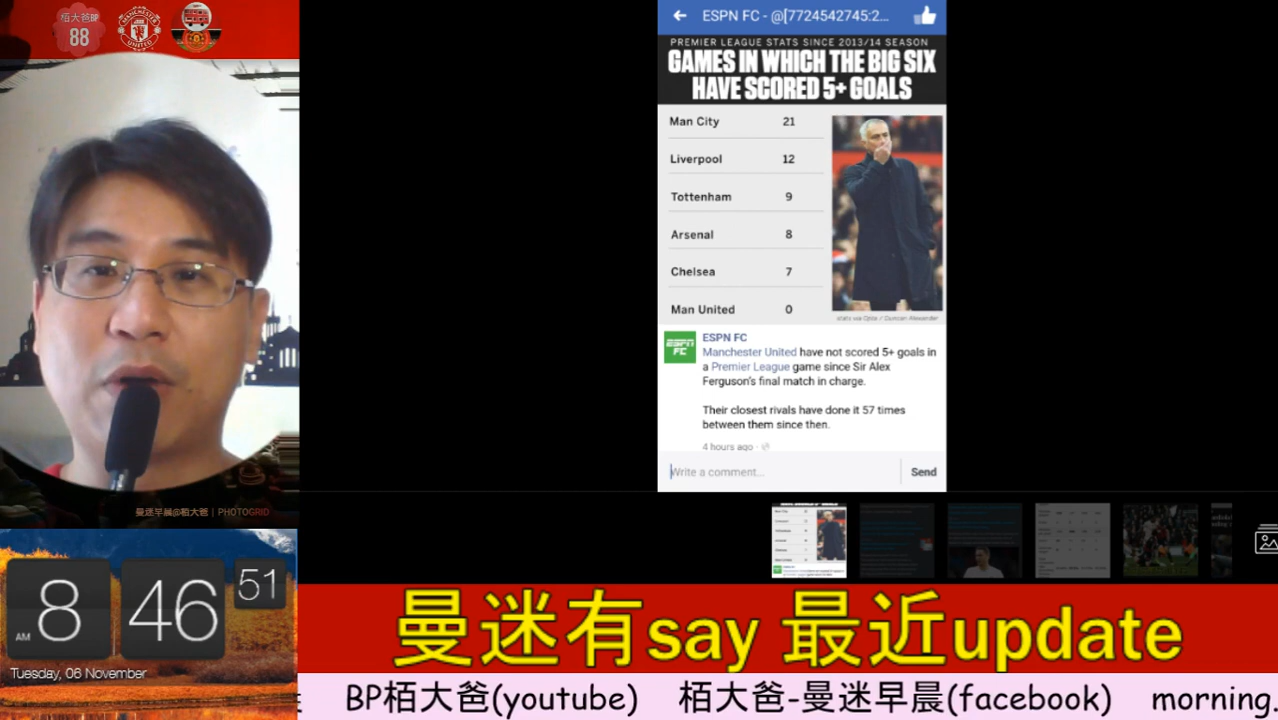 栢大爸BP
88
MANCHESTER
UNITED
ESPN FC - @[7724542745:2...
PREMIER LEAGUE STATS SINCE 2013/14 SEASON
GAMES IN WHICH THE BIG SIX
HAVE SCORED 5+ GOALS
Man City 21
Liverpool 12
Tottenham 9
Arsenal 8
Chelsea 7
Man United 0
stats via Opta / Duncan Alexander
ESPN FC
ESPN FC
Manchester United have not scored 5+ goals in
a Premier League game since Sir Alex
Ferguson's final match in charge.
Their closest rivals have done it 57 times
between them since then.
4 hours ago
Write a comment...
Send
曼迷早晨@栢大爸 | PHOTOGRID
AM 8 46 51
Tuesday, 06 November
曼迷有say 最近update
BP栢大爸(youtube) 栢大爸-曼迷早晨(facebook) morning.